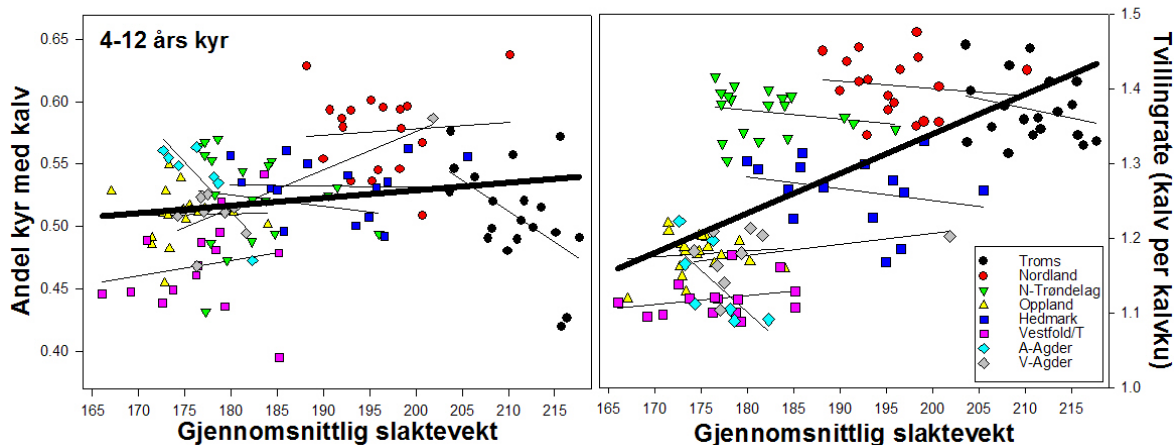 4-12 års kyr
Andel kyr med kalv
0.65
0.60
0.55
0.50
0.45
0.40
165 170 175 180 185 190 195 200 205 210 215
Gjennomsnittlig slaktevekt
1.5
1.4
1.3
1.2
1.1
1.0
Tvillingrate (kalv per kalvku)
Troms
Nordland
N-Trøndelag
Oppland
Hedmark
Vestfold/T
A-Agder
V-Agder
165 170 175 180 185 190 195 200 205 210 215
Gjennomsnittlig slaktevekt